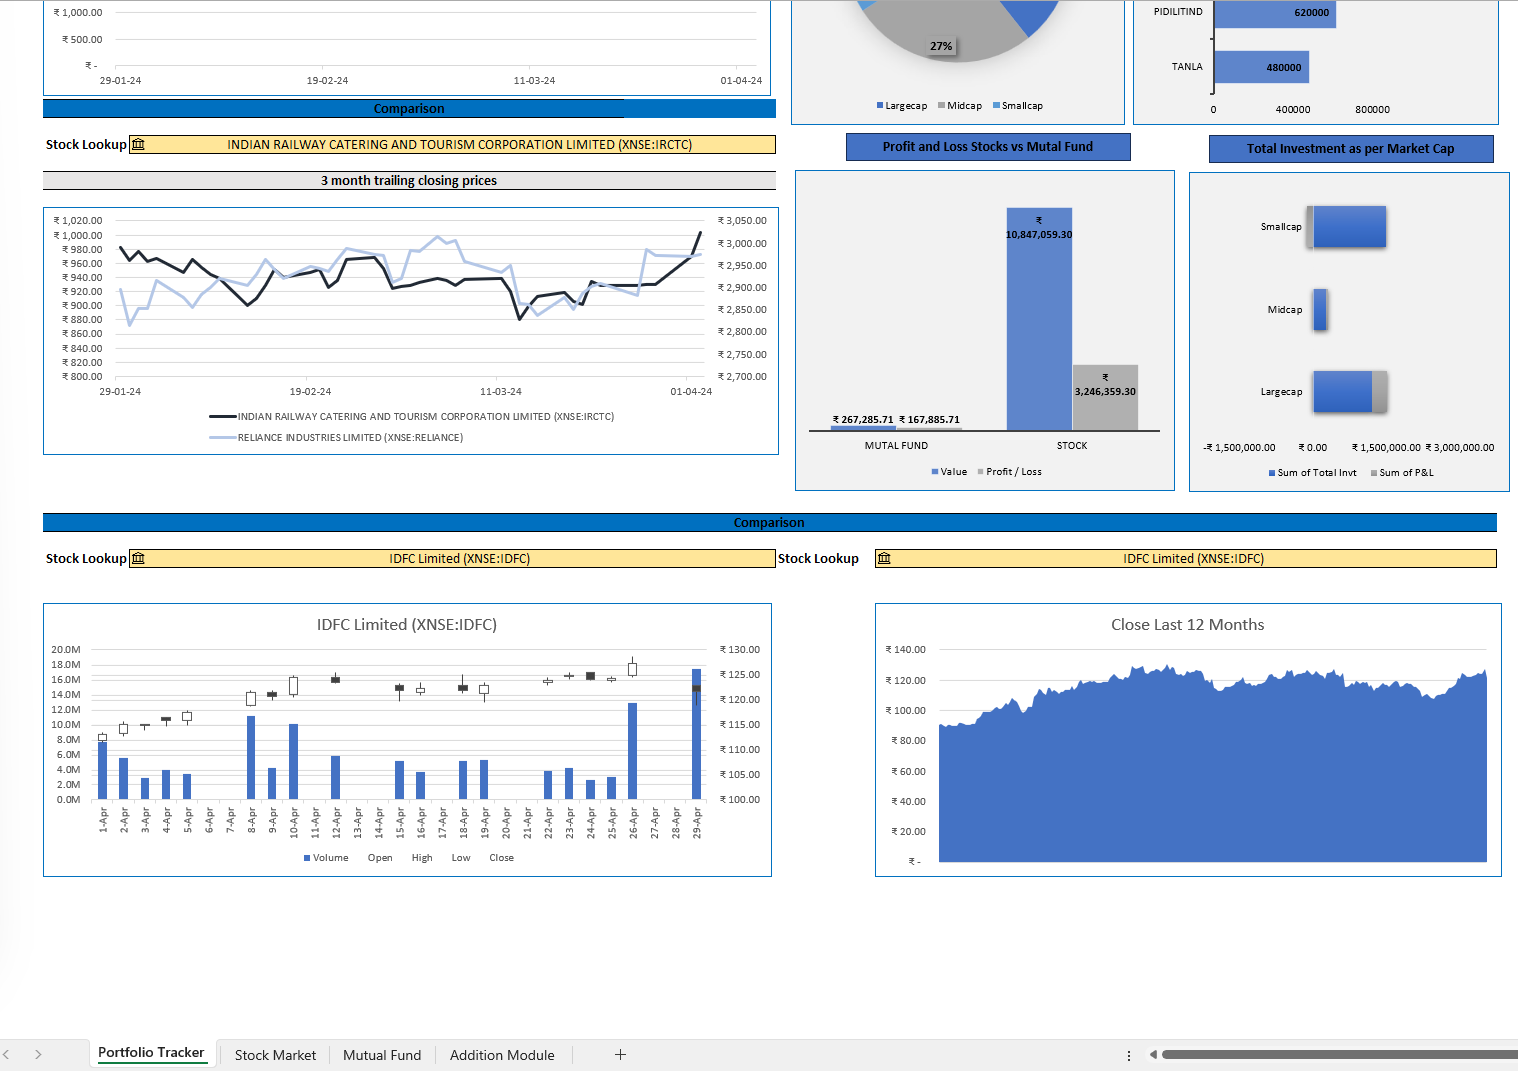 ₹ 1,000.00
₹ 500.00
₹ -
29-01-24 19-02-24 11-03-24 01-04-24
27%
Largecap Midcap Smallcap
PIDILITIND 620000
TANLA 480000
0 400000 800000
Comparison
Stock Lookup INDIAN RAILWAY CATERING AND TOURISM CORPORATION LIMITED (XNSE:IRCTC)
3 month trailing closing prices
₹ 1,020.00
₹ 1,000.00
₹ 980.00
₹ 960.00
₹ 940.00
₹ 920.00
₹ 900.00
₹ 880.00
₹ 860.00
₹ 840.00
₹ 820.00
₹ 800.00
₹ 3,050.00
₹ 3,000.00
₹ 2,950.00
₹ 2,900.00
₹ 2,850.00
₹ 2,800.00
₹ 2,750.00
₹ 2,700.00
29-01-24 19-02-24 11-03-24 01-04-24
INDIAN RAILWAY CATERING AND TOURISM CORPORATION LIMITED (XNSE:IRCTC)
RELIANCE INDUSTRIES LIMITED (XNSE:RELIANCE)
Profit and Loss Stocks vs Mutal Fund
₹
10,847,059.30
₹
3,246,359.30
₹ 267,285.71 ₹ 167,885.71
MUTAL FUND STOCK
Value Profit / Loss
Total Investment as per Market Cap
Smallcap
Midcap
Largecap
-₹ 1,500,000.00 ₹ 0.00 ₹ 1,500,000.00 ₹ 3,000,000.00
Sum of Total Invt Sum of P&L
Comparison
Stock Lookup IDFC Limited (XNSE:IDFC) Stock Lookup IDFC Limited (XNSE:IDFC)
IDFC Limited (XNSE:IDFC)
20.0M
18.0M
16.0M
14.0M
12.0M
10.0M
8.0M
6.0M
4.0M
2.0M
0.0M
₹ 130.00
₹ 125.00
₹ 120.00
₹ 115.00
₹ 110.00
₹ 105.00
₹ 100.00
1-Apr
2-Apr
3-Apr
4-Apr
5-Apr
6-Apr
7-Apr
8-Apr
9-Apr
10-Apr
11-Apr
12-Apr
13-Apr
14-Apr
15-Apr
16-Apr
17-Apr
18-Apr
19-Apr
20-Apr
21-Apr
22-Apr
23-Apr
24-Apr
25-Apr
26-Apr
27-Apr
28-Apr
29-Apr
Volume Open High Low Close
Close Last 12 Months
₹ 140.00
₹ 120.00
₹ 100.00
₹ 80.00
₹ 60.00
₹ 40.00
₹ 20.00
₹ -
Portfolio Tracker Stock Market Mutual Fund Addition Module